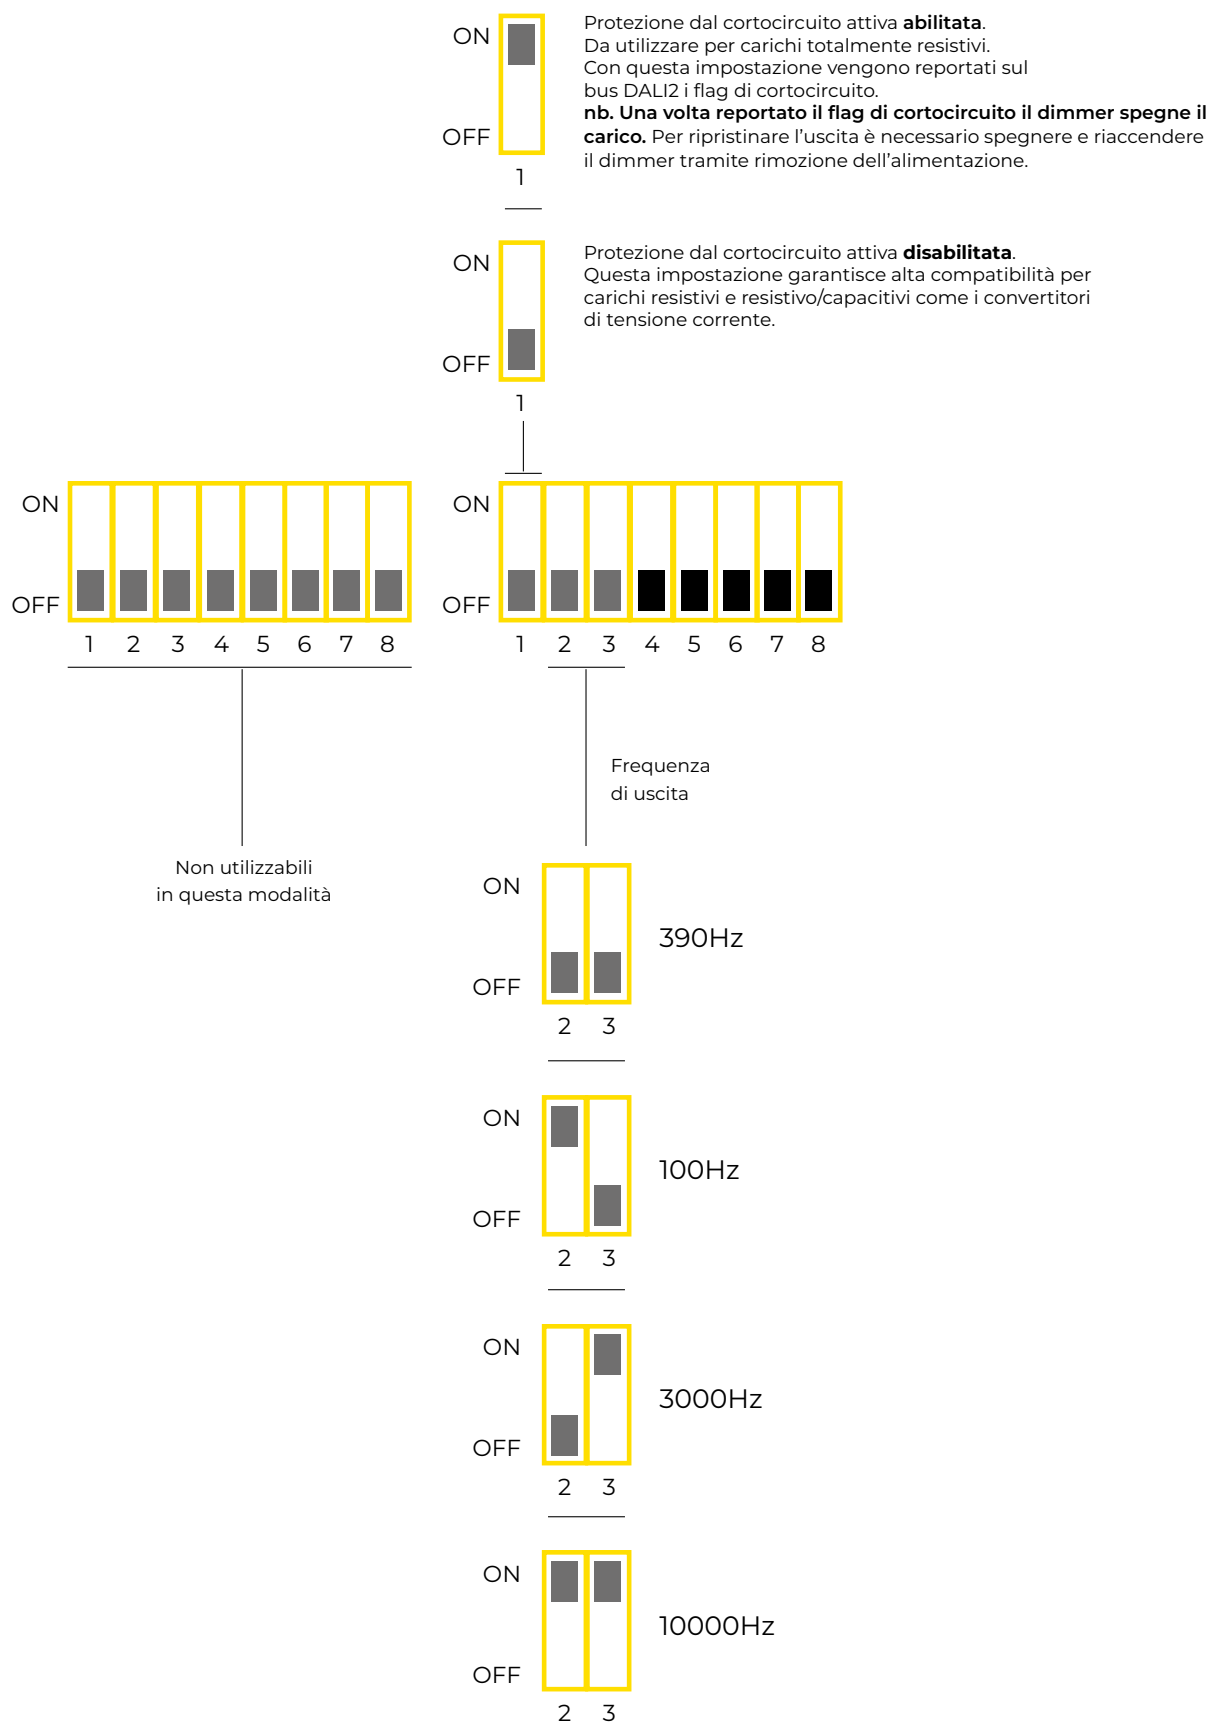 ON
OFF
1
Protezione dal cortocircuito attiva abilitata.
Da utilizzare per carichi totalmente resistivi.
Con questa impostazione vengono reportati sul
bus DALI2 i flag di cortocircuito.
nb. Una volta reportato il flag di cortocircuito il dimmer spegne il
carico. Per ripristinare l'uscita è necessario spegnere e riaccendere
il dimmer tramite rimozione dell'alimentazione.
ON
OFF
1
Protezione dal cortocircuito attiva disabilitata.
Questa impostazione garantisce alta compatibilità per
carichi resistivi e resistivo/capacitivi come i convertitori
di tensione corrente.
ON
OFF
1 2 3 4 5 6 7 8
ON
OFF
1 2 3 4 5 6 7 8
Non utilizzabili
in questa modalità
Frequenza
di uscita
ON
OFF
2 3
390Hz
ON
OFF
2 3
100Hz
ON
OFF
2 3
3000Hz
ON
OFF
2 3
10000Hz